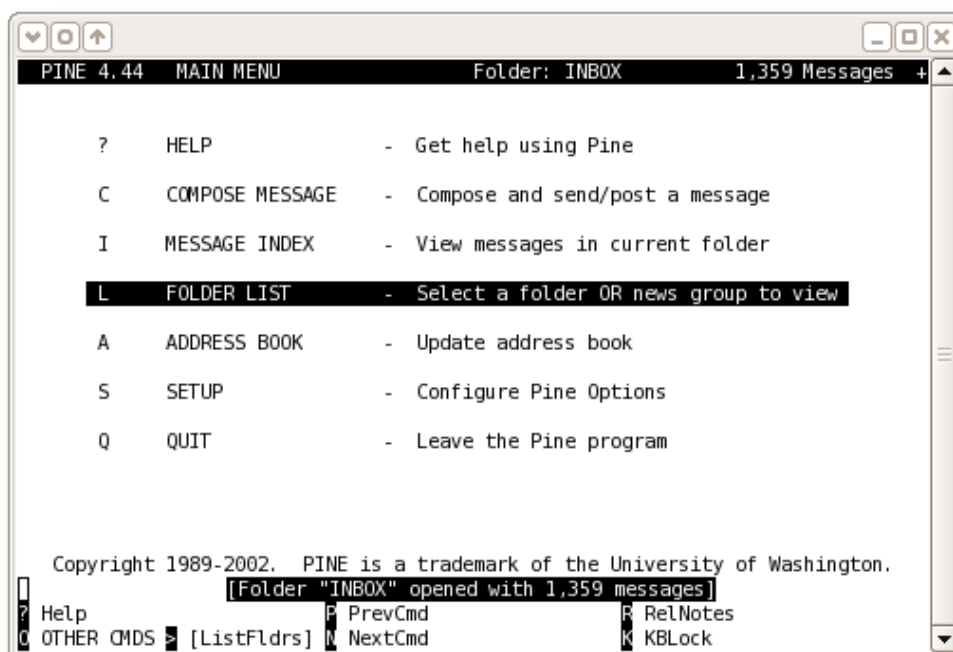 PINE 4.44 MAIN MENU Folder: INBOX 1,359 Messages +
? HELP - Get help using Pine
C COMPOSE MESSAGE - Compose and send/post a message
I MESSAGE INDEX - View messages in current folder
L FOLDER LIST - Select a folder OR news group to view
A ADDRESS BOOK - Update address book
S SETUP - Configure Pine Options
Q QUIT - Leave the Pine program
Copyright 1989-2002. PINE is a trademark of the University of Washington.
[Folder "INBOX" opened with 1,359 messages]
? Help P PrevCmd R RelNotes
O OTHER CMDS > [ListFldrs] N NextCmd K KBLock